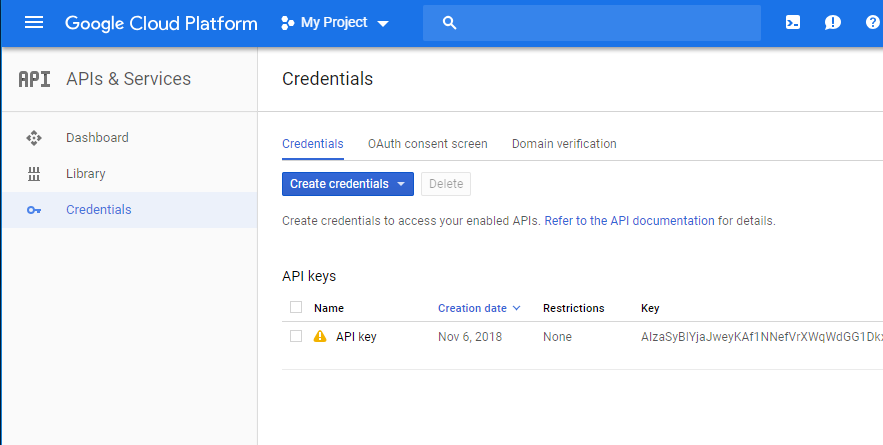 Google Cloud Platform
My Project
API
APIs & Services
Credentials
Dashboard
Library
Credentials
Credentials
OAuth consent screen
Domain verification
Create credentials
Delete
Create credentials to access your enabled APIs. Refer to the API documentation for details.
API keys
Name Creation date Restrictions Key
API key Nov 6, 2018 None